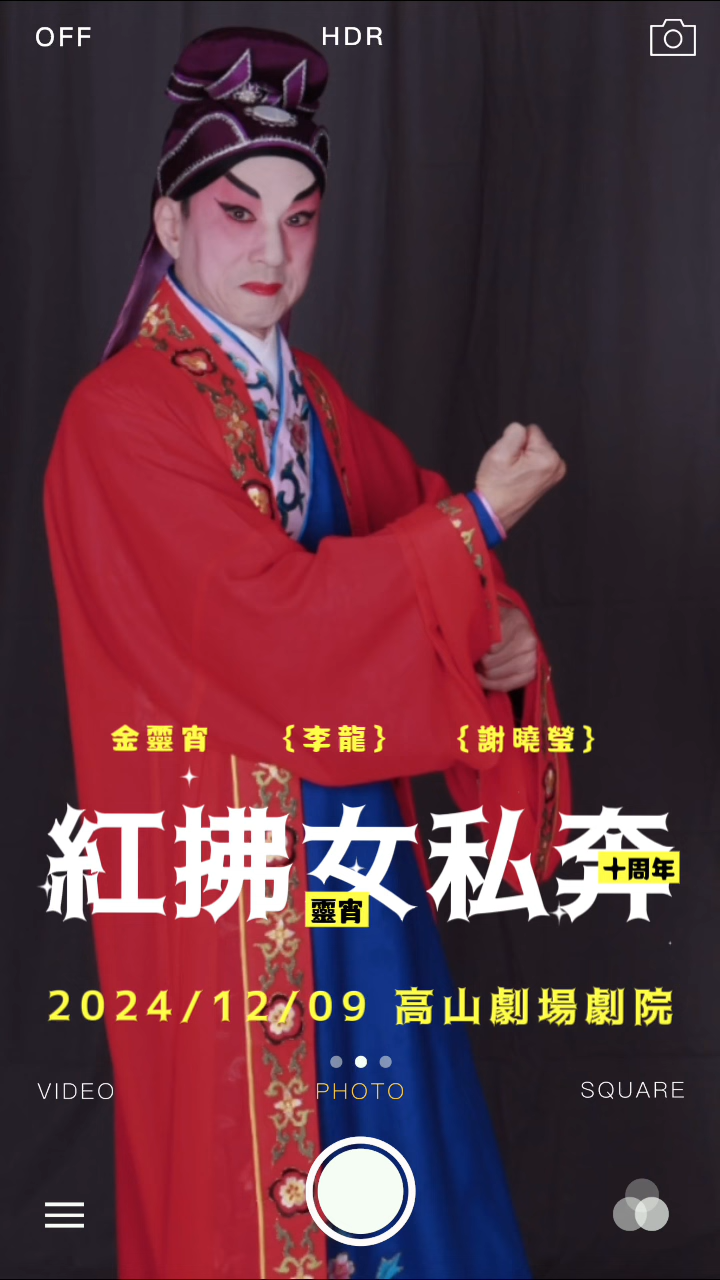 OFF HDR
金靈宵 {李龍} {謝曉瑩}
紅拂女私奔
十周年
靈宵
2024/12/09 高山劇場劇院
VIDEO PHOTO SQUARE